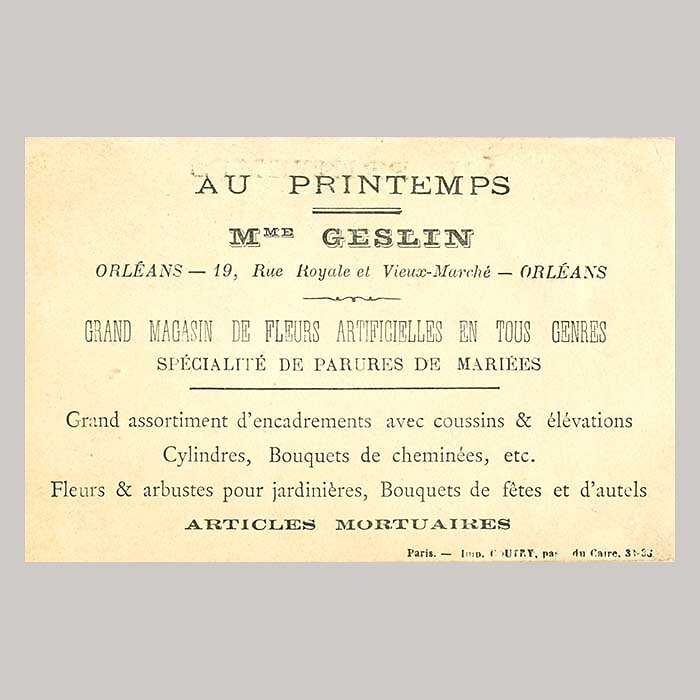 AU PRINTEMPS
MME GESLIN
ORLÉANS — 19, Rue Royale et Vieux-Marché — ORLÉANS
GRAND MAGASIN DE FLEURS ARTIFICIELLES EN TOUS GENRES
SPÉCIALITÉ DE PARURES DE MARIÉES
Grand assortiment d'encadrements avec coussins & élévations
Cylindres, Bouquets de cheminées, etc.
Fleurs & arbustes pour jardinières, Bouquets de fêtes et d'autels
ARTICLES MORTUAIRES
Paris. — Imp. du Caire.